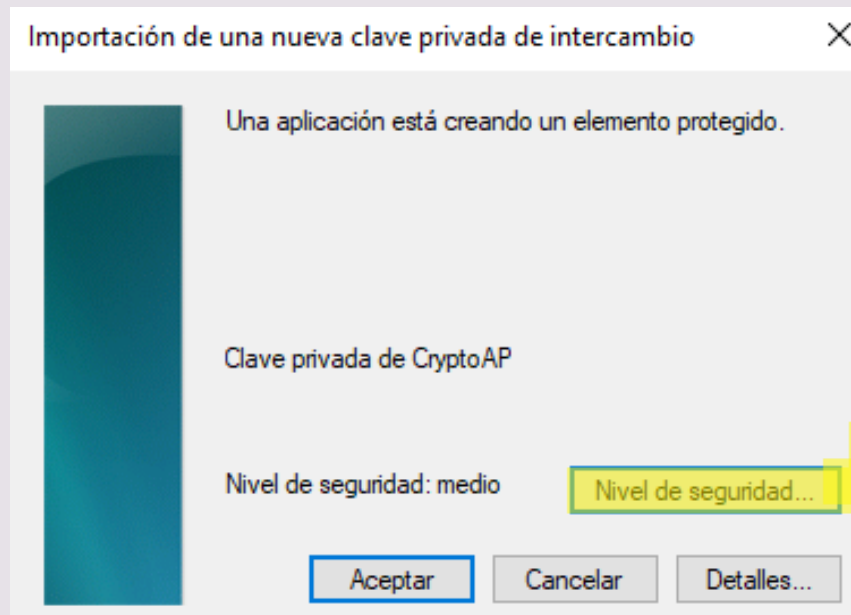 Importación de una nueva clave privada de intercambio
Una aplicación está creando un elemento protegido.
Clave privada de CryptoAP
Nivel de seguridad: medio
Nivel de seguridad...
Aceptar
Cancelar
Detalles...